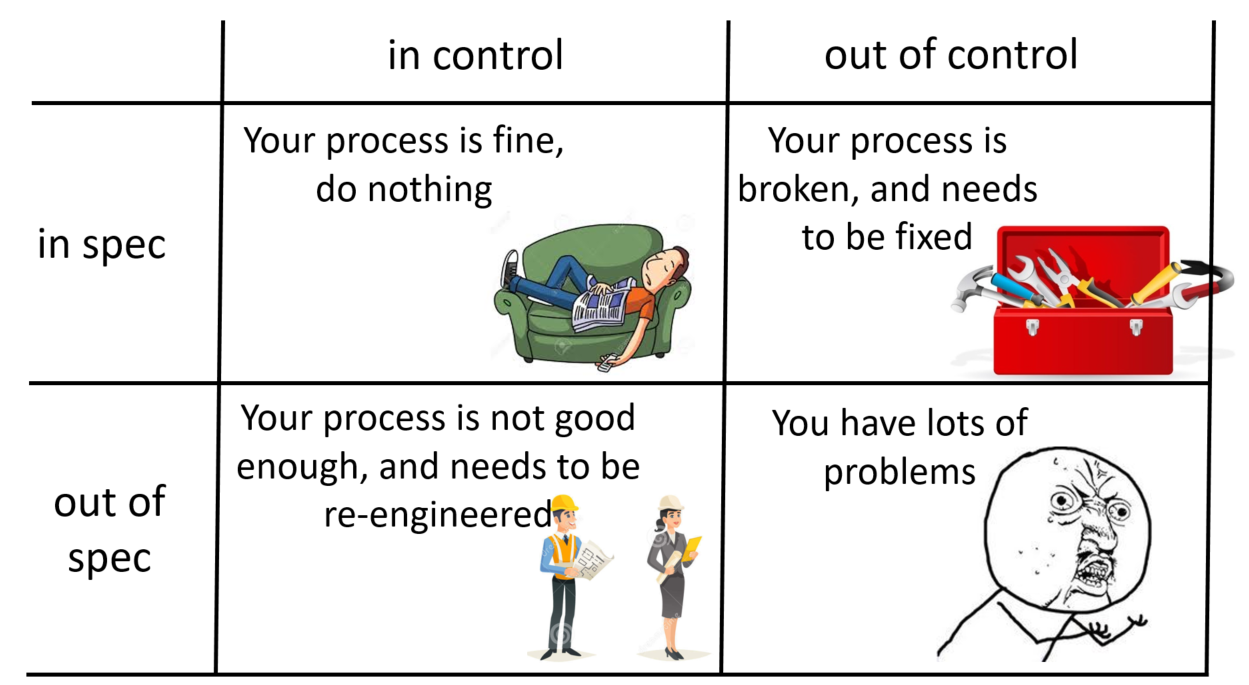 in control
out of control
in spec
Your process is fine,
do nothing
Your process is
broken, and needs
to be fixed
out of
spec
Your process is not good
enough, and needs to be
re-engineered
You have lots of
problems